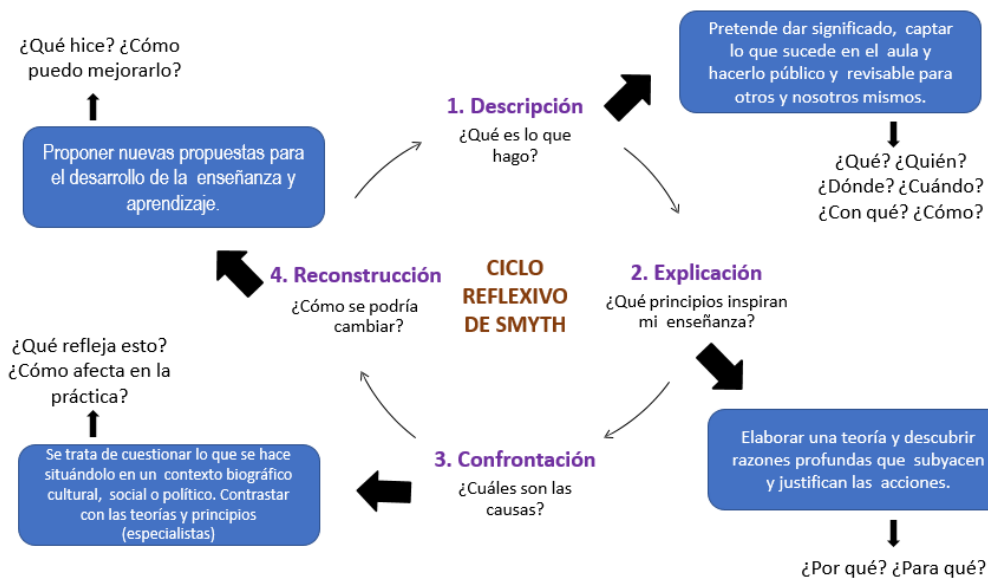 ¿Qué hice? ¿Cómo
puedo mejorarlo?
Proponer nuevas propuestas para
el desarrollo de la enseñanza y
aprendizaje.
1. Descripción
¿Qué es lo que
hago?
Pretende dar significado, captar
lo que sucede en el aula y
hacerlo público y revisable para
otros y nosotros mismos.
¿Qué? ¿Quién?
¿Dónde? ¿Cuándo?
¿Con qué? ¿Cómo?
4. Reconstrucción
¿Cómo se podría
cambiar?
CICLO
REFLEXIVO
DE SMYTH
2. Explicación
¿Qué principios inspiran
mi enseñanza?
¿Qué refleja esto?
¿Cómo afecta en la
práctica?
Se trata de cuestionar lo que se hace
situándolo en un contexto biográfico
cultural, social o político. Contrastar
con las teorías y principios
(especialistas)
3. Confrontación
¿Cuáles son las
causas?
Elaborar una teoría y descubrir
razones profundas que subyacen
y justifican las acciones.
¿Por qué? ¿Para qué?